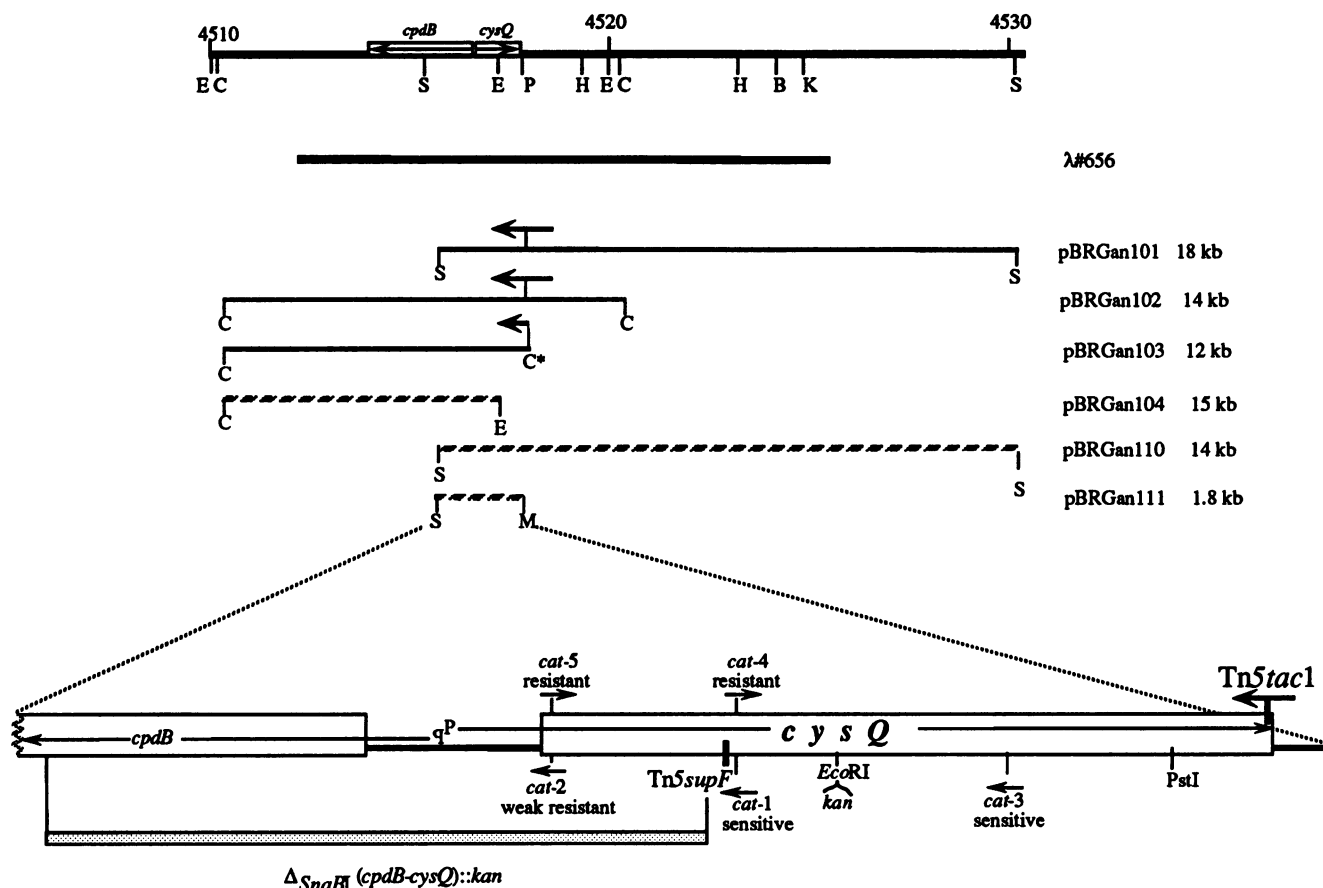 4510 4520 4530
cpdB cysQ
E C S E P H E C H B K S
λ#656
pBRGan101 18 kb
S S
pBRGan102 14 kb
C C
pBRGan103 12 kb
C C*
pBRGan104 15 kb
C E
pBRGan110 14 kb
S S
pBRGan111 1.8 kb
S M
cat-5 resistant
cat-4 resistant
Tn5tac1
cpdB
qP
c y s Q
cat-2 weak resistant
Tn5supF
cat-1 sensitive
EcoRI
kan
cat-3 sensitive
PstI
ΔSnaBI (cpdB-cysQ)::kan